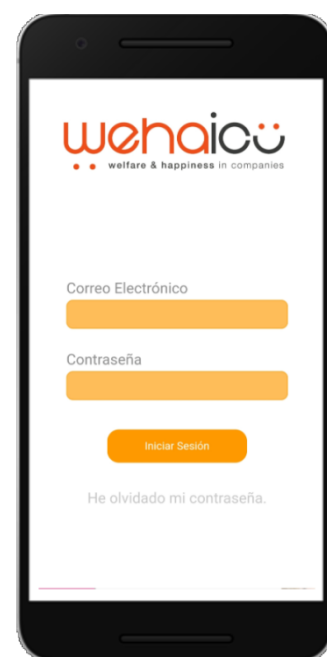 wehaicü
welfare & happiness in companies
Correo Electrónico
Contraseña
Iniciar Sesión
He olvidado mi contraseña.